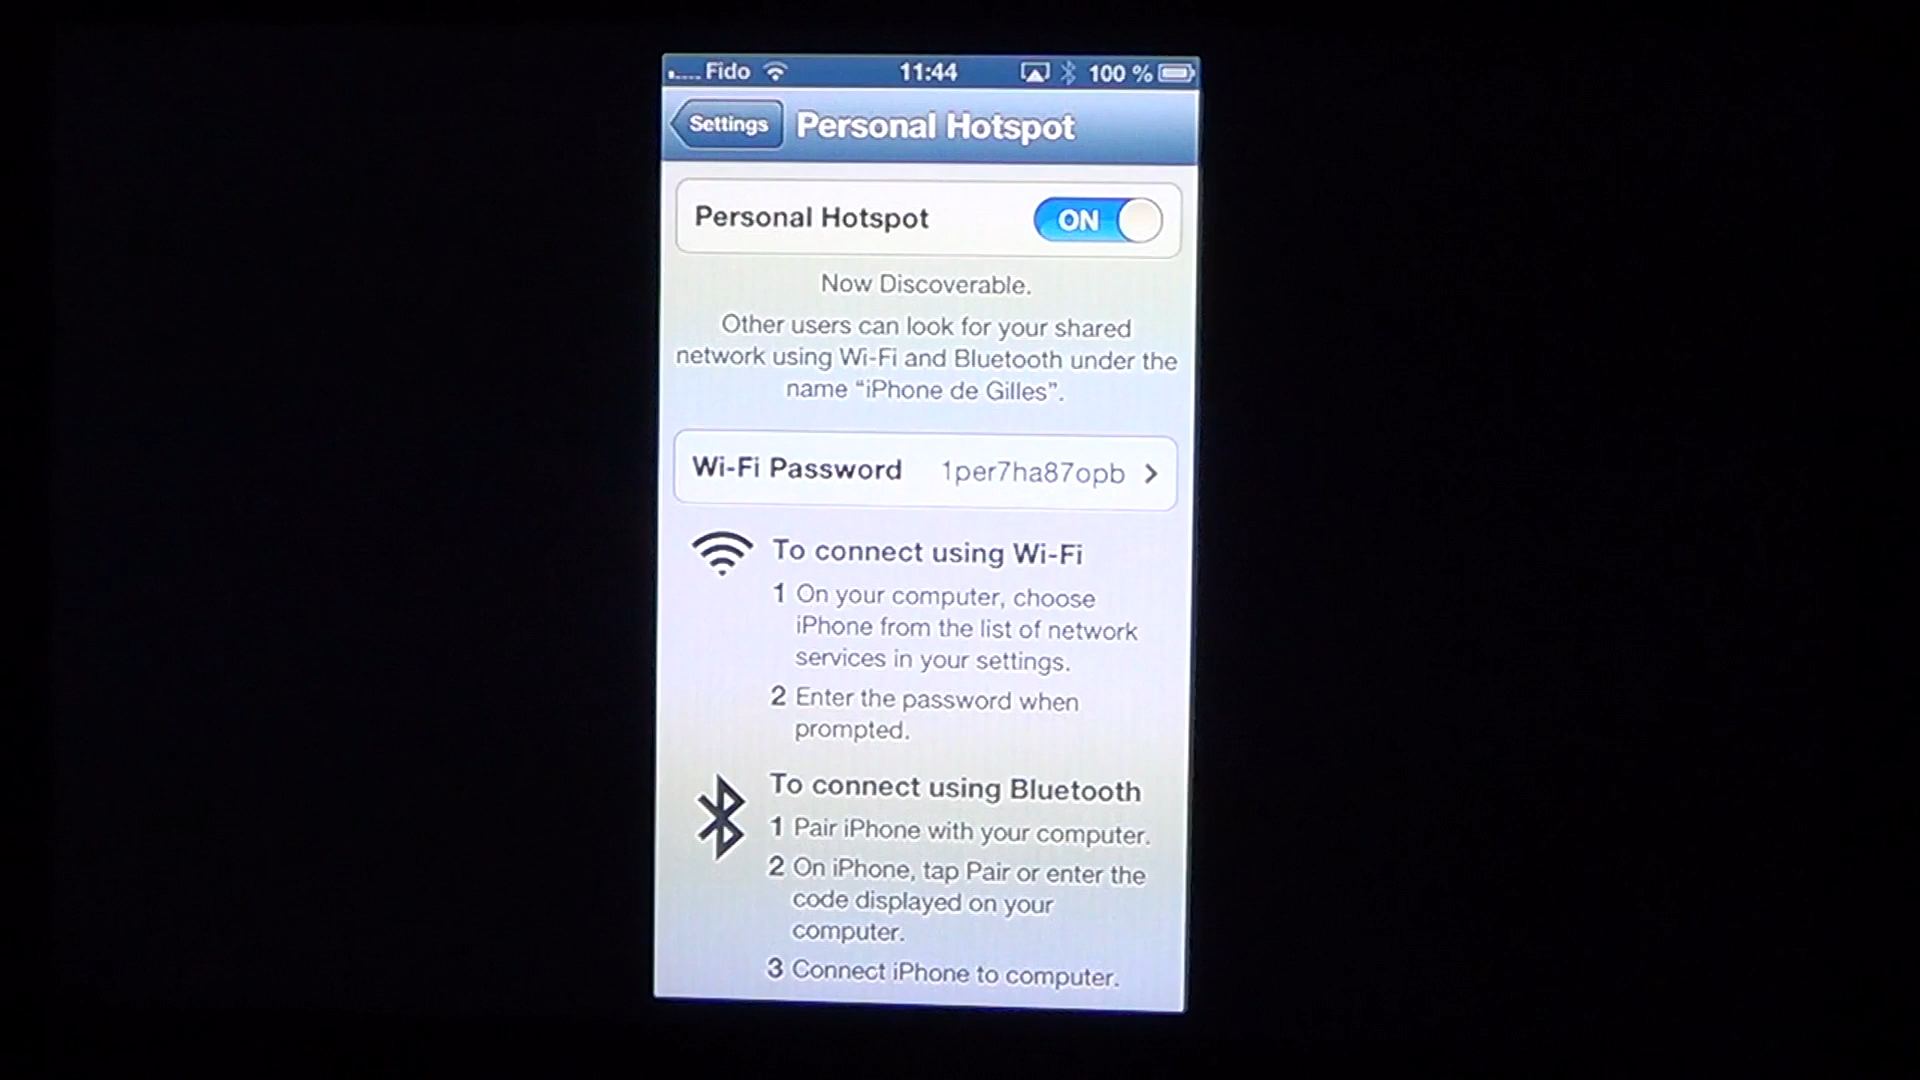 Fido 11:44 100 %
Settings Personal Hotspot
Personal Hotspot ON
Now Discoverable.
Other users can look for your shared
network using Wi-Fi and Bluetooth under the
name “iPhone de Gilles”.
Wi-Fi Password 1per7ha87opb
To connect using Wi-Fi
1 On your computer, choose
iPhone from the list of network
services in your settings.
2 Enter the password when
prompted.
To connect using Bluetooth
1 Pair iPhone with your computer.
2 On iPhone, tap Pair or enter the
code displayed on your
computer.
3 Connect iPhone to computer.